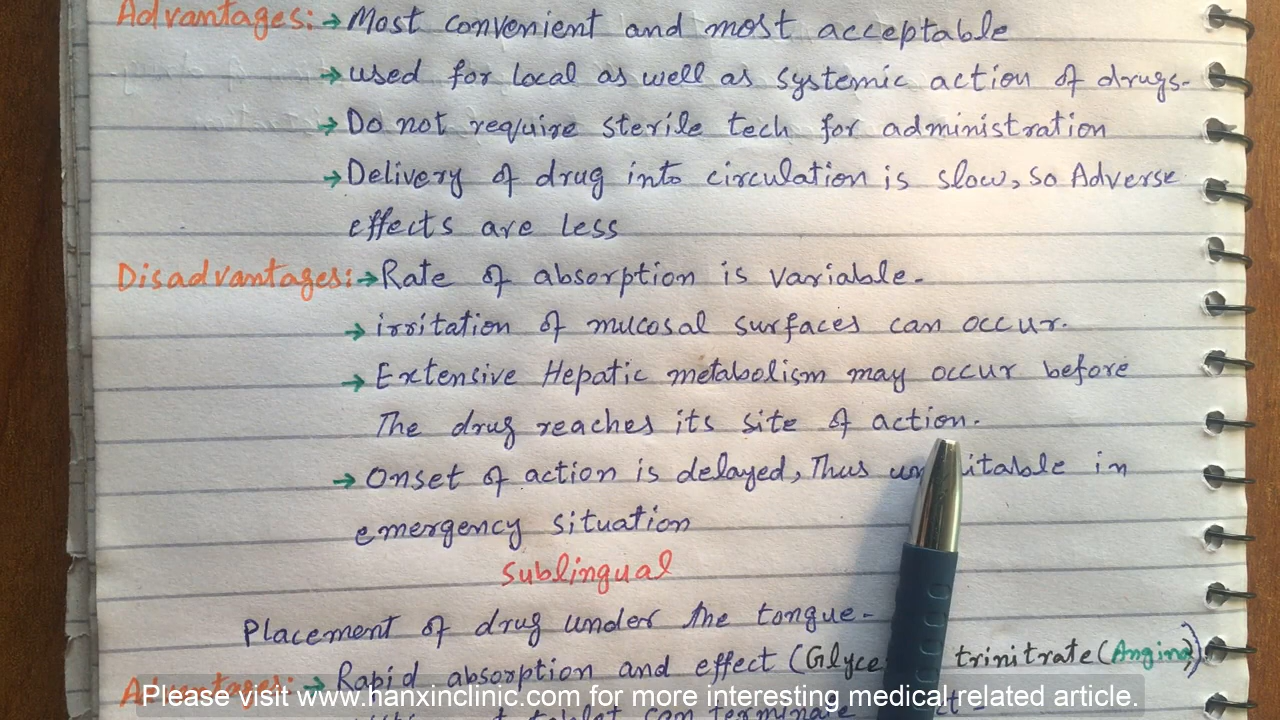 Advantages:→Most convenient and most acceptable
→used for local as well as systemic action of drugs.
→Do not require sterile tech for administration
→Delivery of drug into circulation is slow, so Adverse
effects are less
Disadvantages:→Rate of absorption is variable.
→irritation of mucosal surfaces can occur.
→Extensive Hepatic metabolism may occur before
The drug reaches its site of action.
→Onset of action is delayed, Thus in
emergency situation
Sublingual
Placement of drug under the tongue.
Advantages:→Rapid absorption and effect ( trinitrate (Angina))
Please visit www.hanxinclinic.com for more interesting medical related article.
tablet can terminate